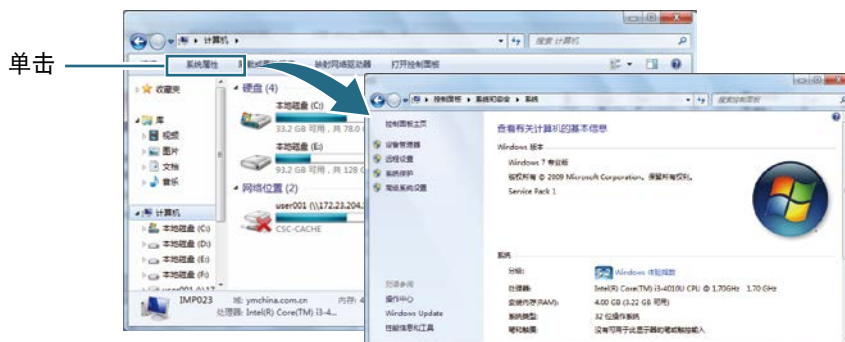 单击
计算机
搜索 计算机
系统属性
映射网络驱动器
打开控制面板
收藏夹
库
视频
图片
文档
音乐
计算机
本地磁盘 (C:)
本地磁盘 (D:)
本地磁盘 (E:)
本地磁盘 (F:)
硬盘 (4)
本地磁盘 (C:)
33.2 GB 可用，共 78.0
本地磁盘 (E:)
93.2 GB 可用，共 128
网络位置 (2)
user001 (\\172.23.204.
CSC-CACHE
IMP023
域: ymchina.com.cn
内存: 4
处理器: Intel(R) Core(TM) i3-4...
控制面板 系统和安全 系统
搜索控制面板
控制面板主页
设备管理器
远程设置
系统保护
高级系统设置
另请参阅
操作中心
Windows Update
性能信息和工具
查看有关计算机的基本信息
Windows 版本
Windows 7 专业版
版权所有 © 2009 Microsoft Corporation。保留所有权利。
Service Pack 1
系统
分级:
Windows 体验指数
处理器:
Intel(R) Core(TM) i3-4010U CPU @ 1.70GHz 1.70 GHz
安装内存(RAM):
4.00 GB (3.22 GB 可用)
系统类型:
32 位操作系统
笔和触摸:
没有可用于此显示器的笔或触控输入